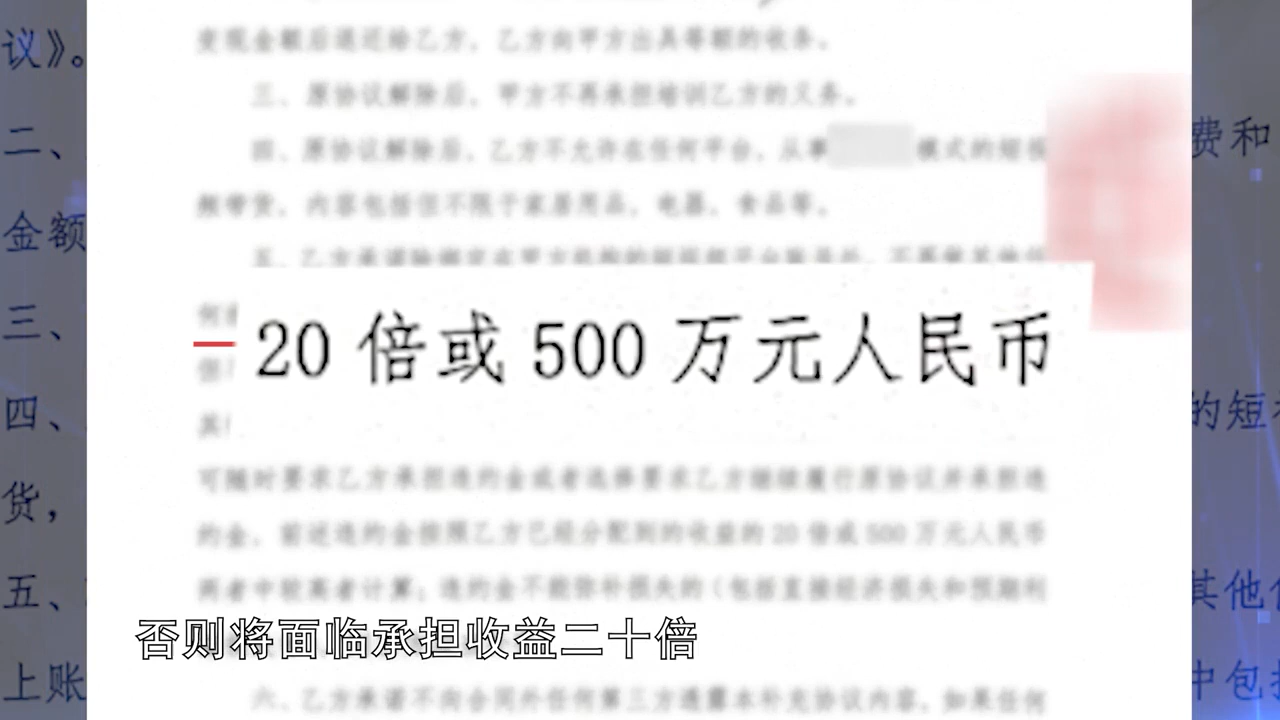 议》。
变现金额后退还给乙方，乙方向甲方出具等额的收条。
三、原协议解除后，甲方不再承担培训乙方的义务。
二、
费和
四、原协议解除后，乙方不允许在任何平台，从事
模式的短视
频带货，内容包括但不限于家居用品，电器，食品等。
金额
三、
20 倍或 500 万元人民币
四、
的短视
可随时要求乙方承担违约金或者选择要求乙方继续履行原协议并承担违
货，
约金。前述违约金按照乙方已经分配到的收益的 20 倍或 500 万元人民币
两者中较高者计算；违约金不能弥补损失的（包括直接经济损失和预期利
五、
其他任
否则将面临承担收益二十倍
上账
中包括
六、乙方承诺不向合同外任何第三方透露本补充协议内容，如果任何